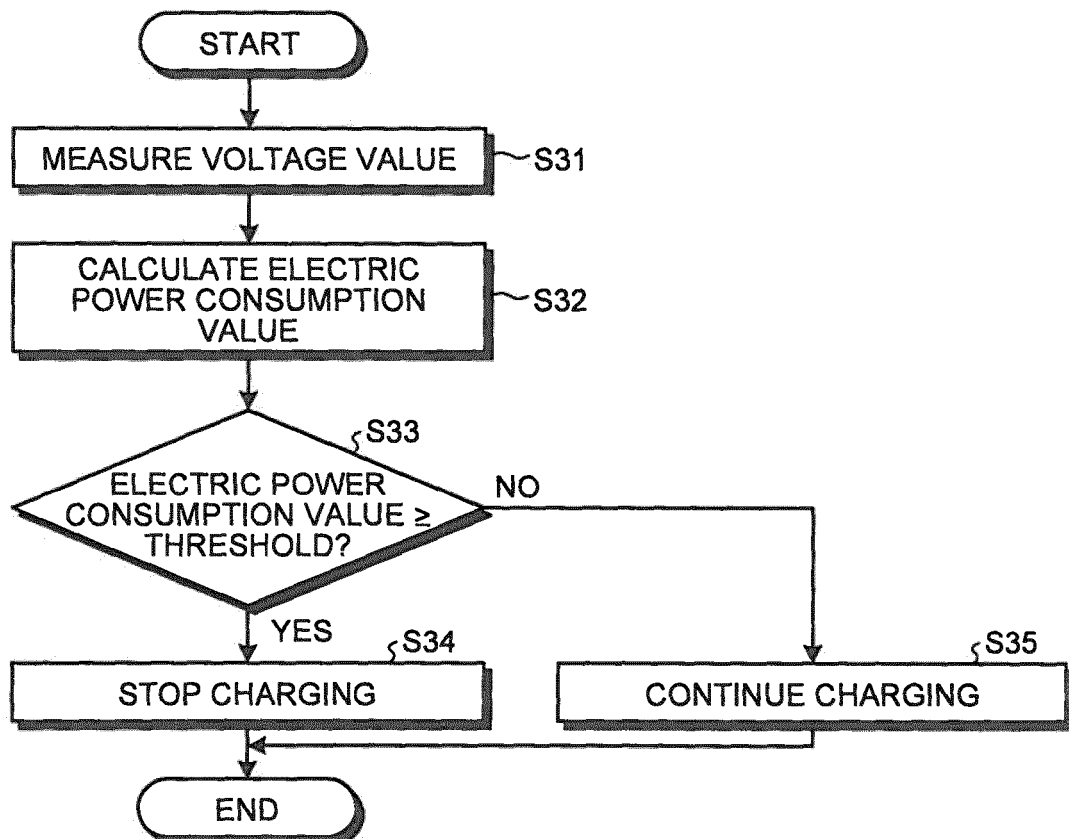 START
MEASURE VOLTAGE VALUE
S31
CALCULATE ELECTRIC
POWER CONSUMPTION
VALUE
S32
S33
ELECTRIC POWER
CONSUMPTION VALUE ≥
THRESHOLD?
NO
YES
S34
STOP CHARGING
S35
CONTINUE CHARGING
END